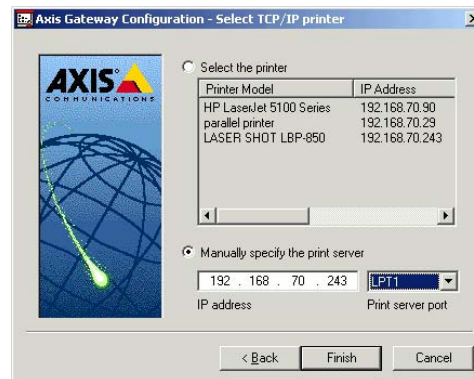 Axis Gateway Configuration - Select TCP/IP printer
AXIS
COMMUNICATIONS
Select the printer
Printer Model IP Address
HP LaserJet 5100 Series 192.168.70.90
parallel printer 192.168.70.29
LASER SHOT LBP-850 192.168.70.243
Manually specify the print server
192 . 168 . 70 . 243 LPT1
IP address Print server port
< Back Finish Cancel